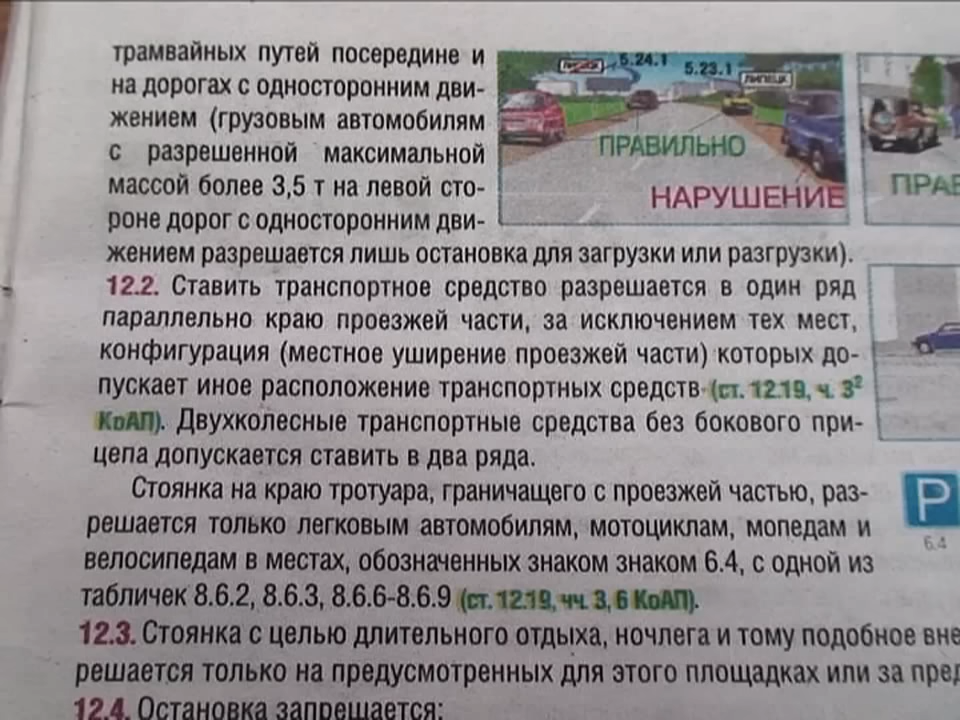 трамвайных путей посередине и
на дорогах с односторонним дви-
жением (грузовым автомобилям
с разрешенной максимальной
массой более 3,5 т на левой сто-
роне дорог с односторонним дви-
жением разрешается лишь остановка для загрузки или разгрузки).
12.2. Ставить транспортное средство разрешается в один ряд
параллельно краю проезжей части, за исключением тех мест,
конфигурация (местное уширение проезжей части) которых до-
пускает иное расположение транспортных средств (ст. 12.19, ч. 3²
КоАП). Двухколесные транспортные средства без бокового при-
цепа допускается ставить в два ряда.
Стоянка на краю тротуара, граничащего с проезжей частью, раз-
решается только легковым автомобилям, мотоциклам, мопедам и
велосипедам в местах, обозначенных знаком знаком 6.4, с одной из
табличек 8.6.2, 8.6.3, 8.6.6-8.6.9 (ст. 12.19, чч. 3, 6 КоАП).
12.3. Стоянка с целью длительного отдыха, ночлега и тому подобное вне
решается только на предусмотренных для этого площадках или за пред
12.4. Остановка запрещается:
ЛИПЕЦК
5.24.1
5.23.1
ЛИПЕЦК
ПРАВИЛЬНО
НАРУШЕНИЕ
ПРАВ
P
6.4